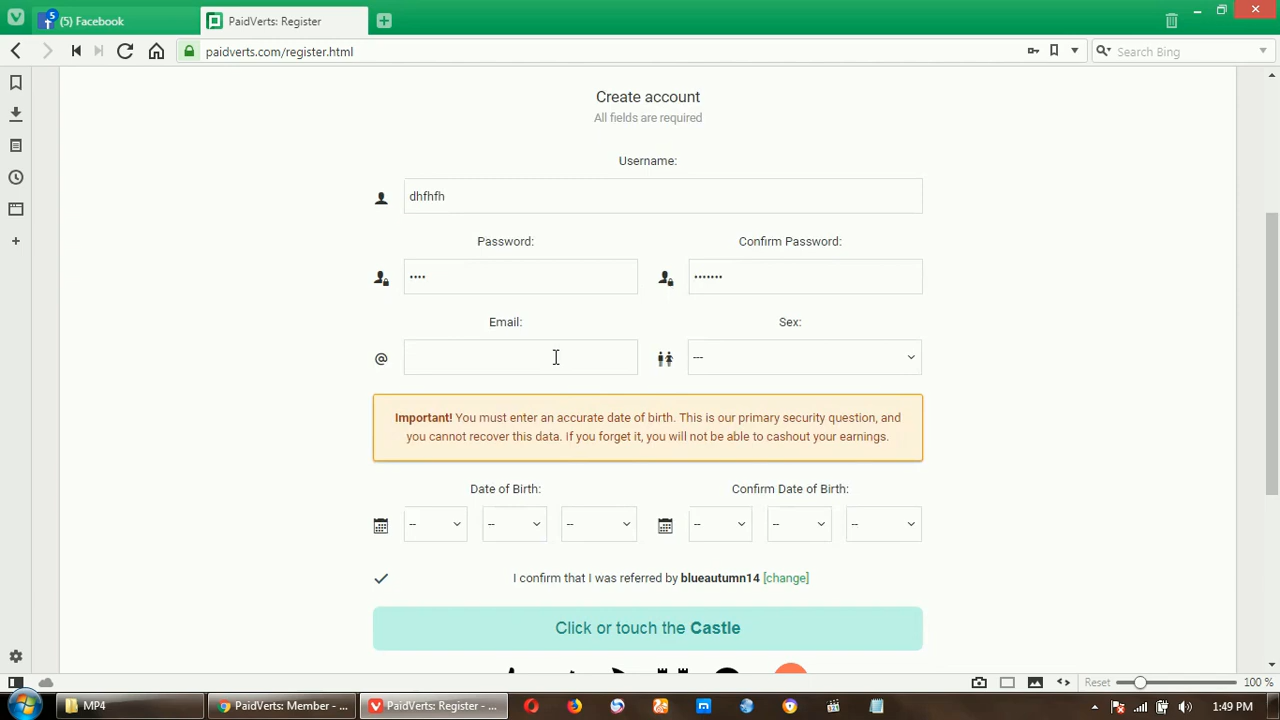 (5) Facebook
PaidVerts: Register
paidverts.com/register.html
Search Bing
Create account
All fields are required
Username:
dhfhfh
Password:
Confirm Password:
••••
•••••••
Email:
Sex:
@
---
Important! You must enter an accurate date of birth. This is our primary security question, and
you cannot recover this data. If you forget it, you will not be able to cashout your earnings.
Date of Birth:
Confirm Date of Birth:
-- -- -- -- -- --
I confirm that I was referred by blueautumn14 [change]
Click or touch the Castle
Reset
100 %
MP4
PaidVerts: Member - ...
PaidVerts: Register - ...
1:49 PM